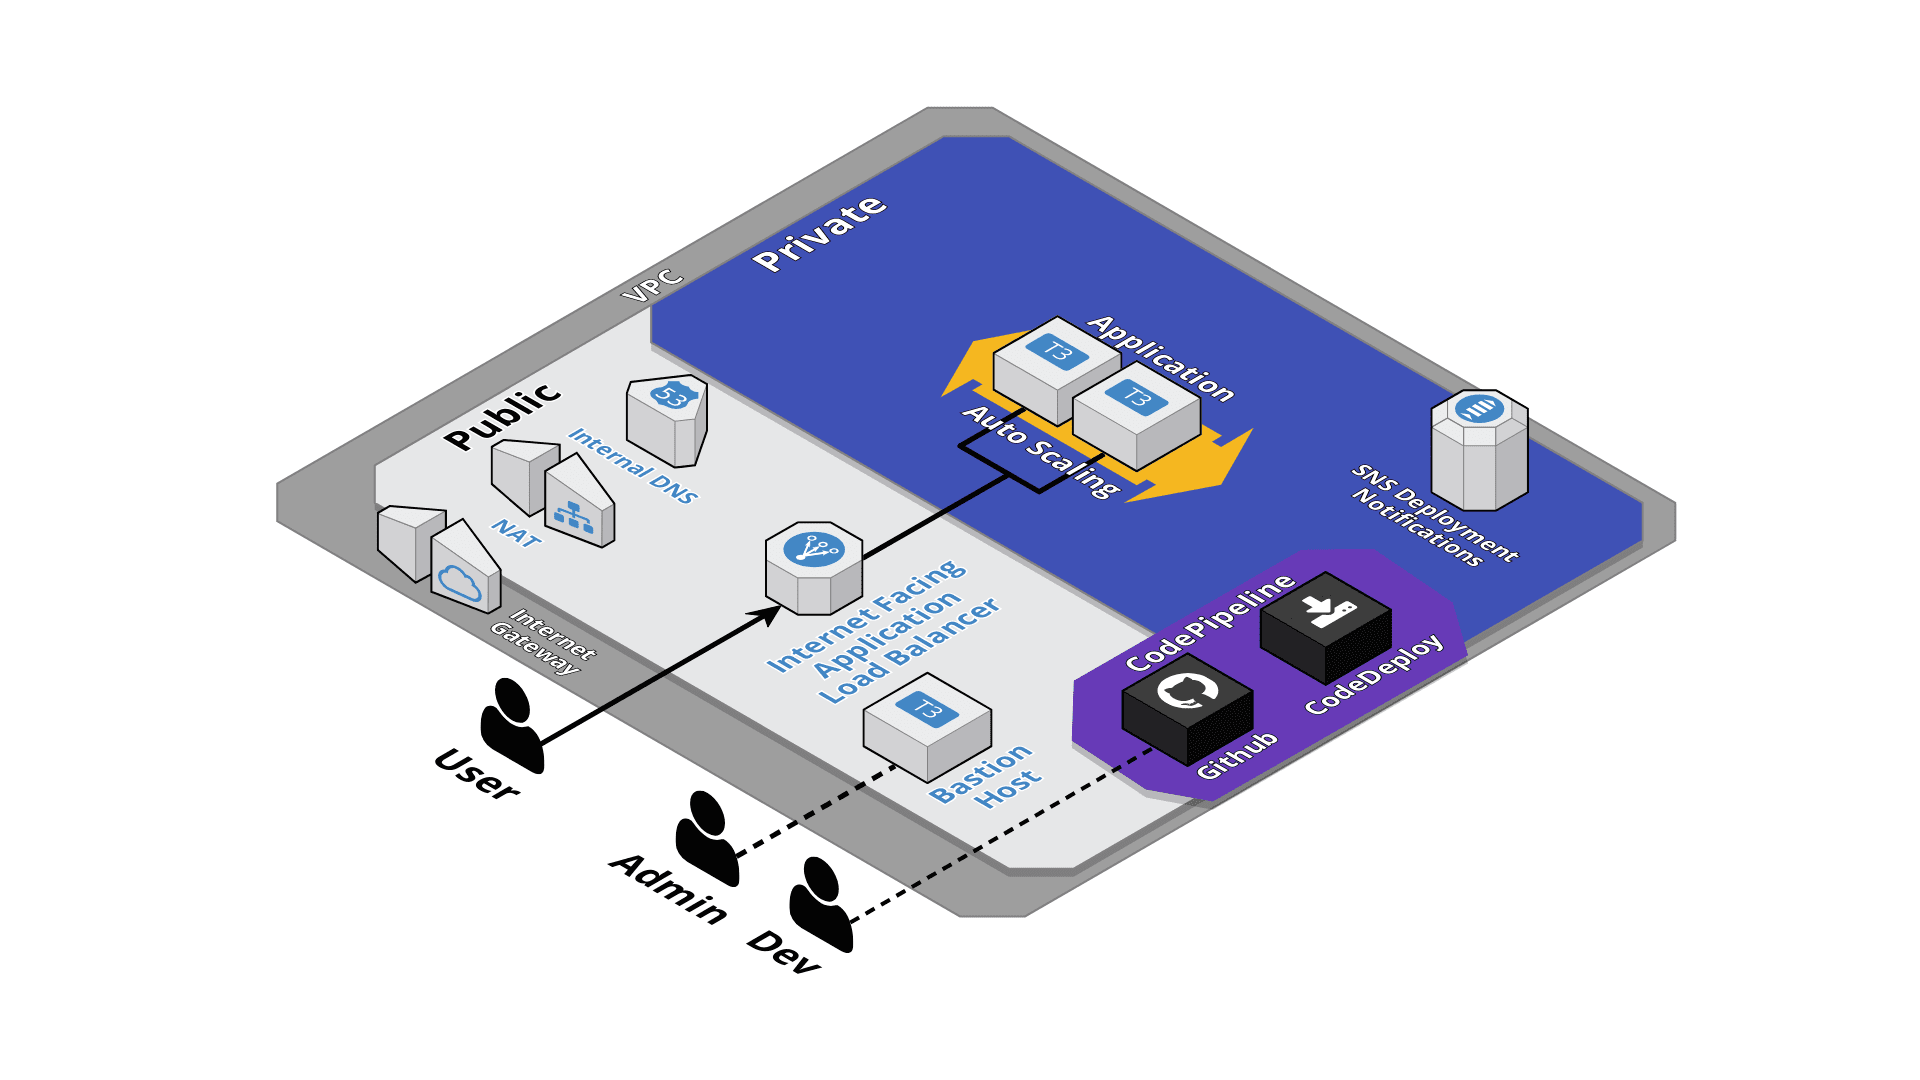 VPC
Private
Public
53
Internal DNS
NAT
Internet
Gateway
T3
T3
Application
Auto Scaling
SNS Deployment
Notifications
Internet Facing
Application
Load Balancer
T3
Bastion
Host
CodePipeline
CodeDeploy
Github
User
Admin
Dev